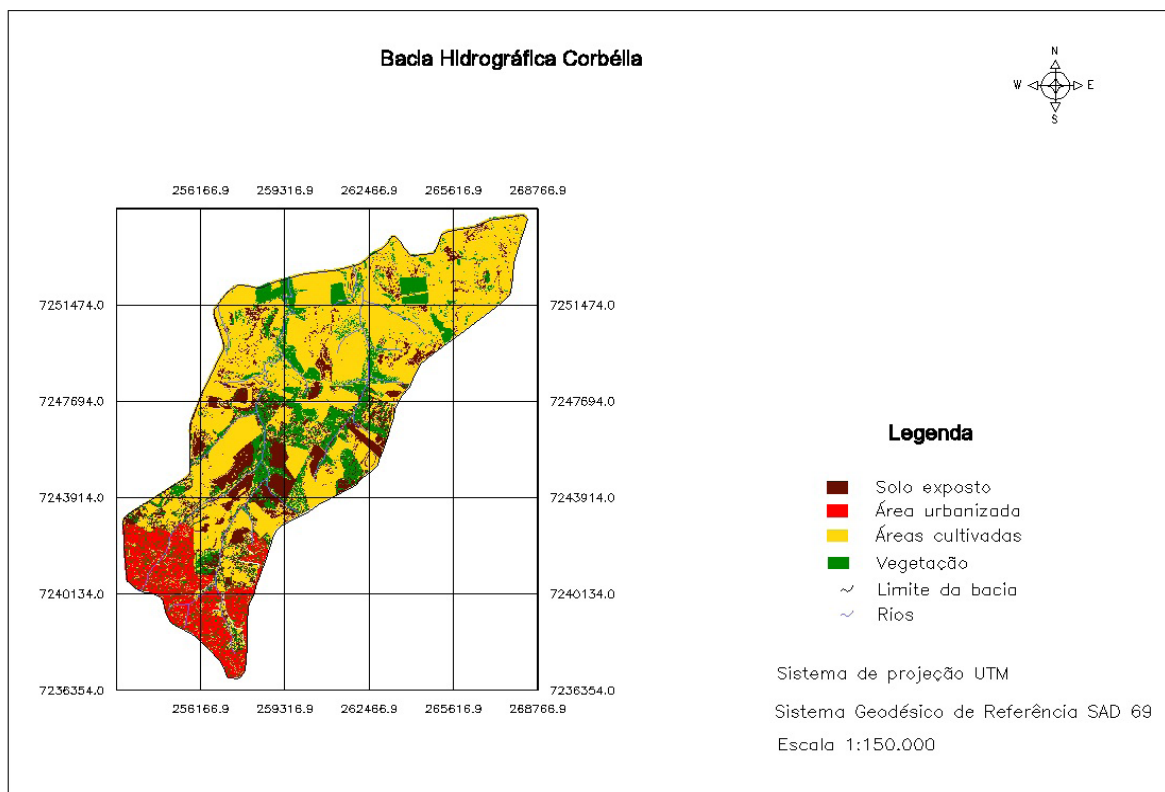 Bacia Hidrográfica Corbélia
N
W E
S
256166.9 259316.9 262466.9 265616.9 268766.9
7251474.0 7251474.0
7247694.0 7247694.0
7243914.0 7243914.0
7240134.0 7240134.0
7236354.0 7236354.0
256166.9 259316.9 262466.9 265616.9 268766.9
Legenda
Solo exposto
Área urbanizada
Áreas cultivadas
Vegetação
Limite da bacia
Rios
Sistema de projeção UTM
Sistema Geodésico de Referência SAD 69
Escala 1:150.000